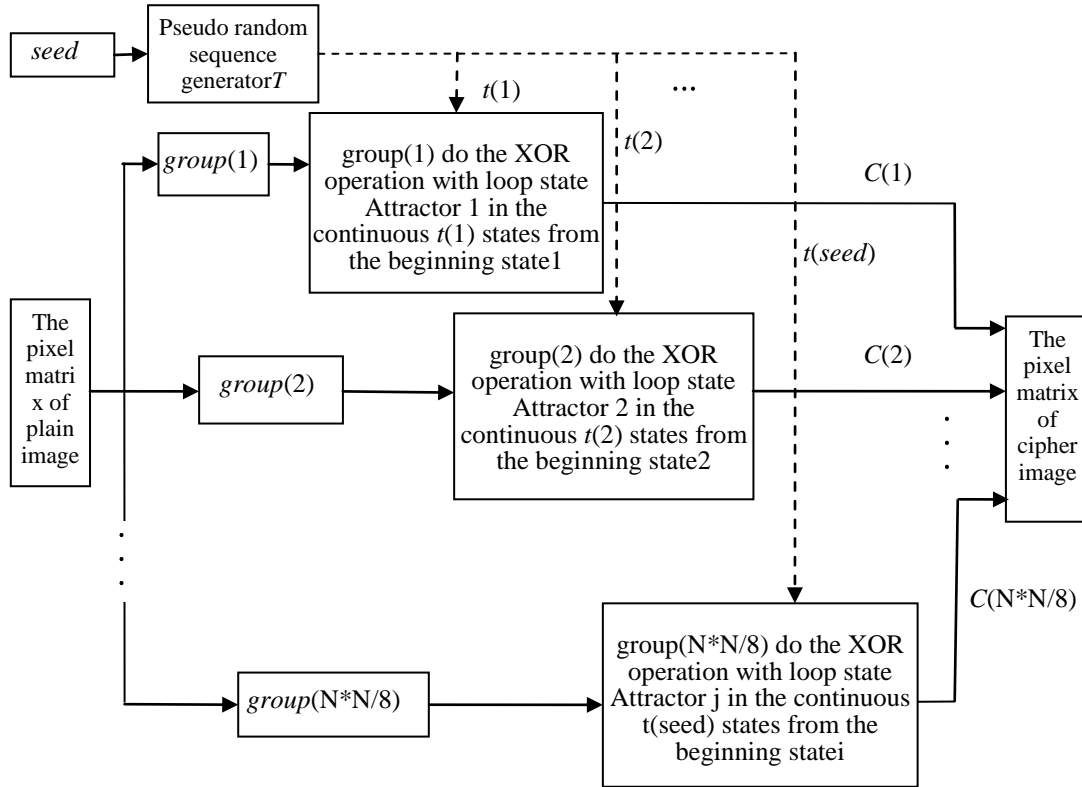 seed
Pseudo random
sequence
generatorT
...
t(1)
t(2)
t(seed)
group(1)
group(1) do the XOR
operation with loop state
Attractor 1 in the
continuous t(1) states from
the beginning state1
C(1)
The
pixel
matri
x of
plain
image
group(2)
group(2) do the XOR
operation with loop state
Attractor 2 in the
continuous t(2) states from
the beginning state2
C(2)
The
pixel
matrix
of
cipher
image
group(N*N/8)
group(N*N/8) do the XOR
operation with loop state
Attractor j in the continuous
t(seed) states from the
beginning statei
C(N*N/8)